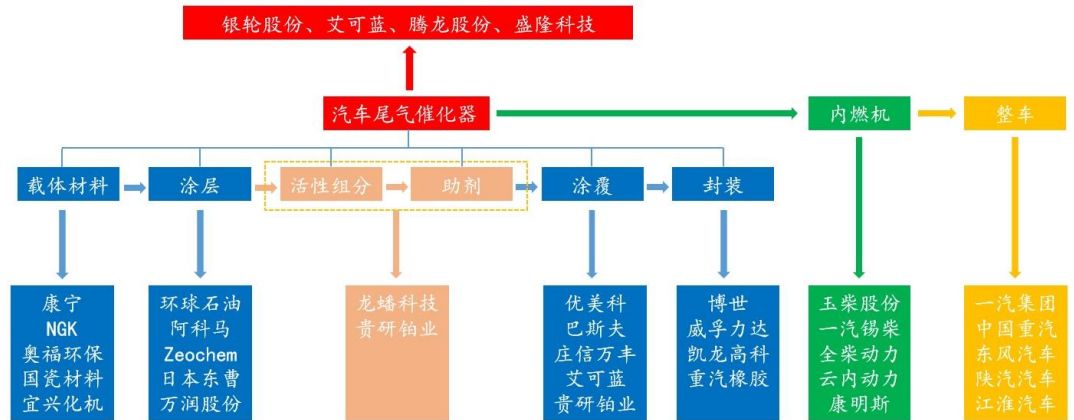 银轮股份、艾可蓝、腾龙股份、盛隆科技
汽车尾气催化器
内燃机
整车
载体材料
涂层
活性组分
助剂
涂覆
封装
康宁
NGK
奥福环保
国瓷材料
宜兴化机
环球石油
阿科马
Zeochem
日本东曹
万润股份
龙蟠科技
贵研铂业
优美科
巴斯夫
庄信万丰
艾可蓝
贵研铂业
博世
威孚力达
凯龙高科
重汽橡胶
玉柴股份
一汽锡柴
全柴动力
云内动力
康明斯
一汽集团
中国重汽
东风汽车
陕汽汽车
江淮汽车